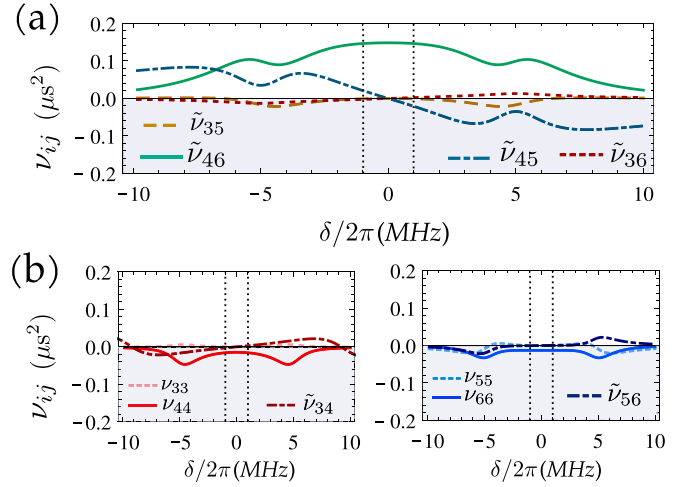 (a)
0.2
0.1
0.0
-0.1
-0.2
ν_ij (μs²)
ν̃₃₅
ν̃₄₆
ν̃₄₅
ν̃₃₆
-10 -5 0 5 10
δ/2π(MHz)
(b)
0.2
0.1
0.0
-0.1
-0.2
ν_ij (μs²)
ν₃₃
ν₄₄
ν̃₃₄
-10 -5 0 5 10
δ/2π(MHz)
0.2
0.1
0.0
-0.1
-0.2
ν₅₅
ν₆₆
ν̃₅₆
-10 -5 0 5 10
δ/2π(MHz)